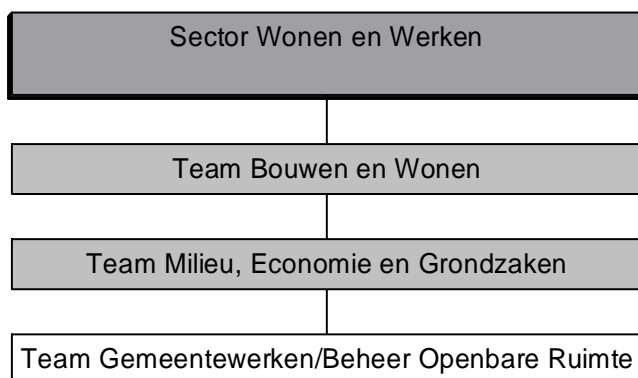 Sector Wonen en Werken
Team Bouwen en Wonen
Team Milieu, Economie en Grondzaken
Team Gemeentewerken/Beheer Openbare Ruimte